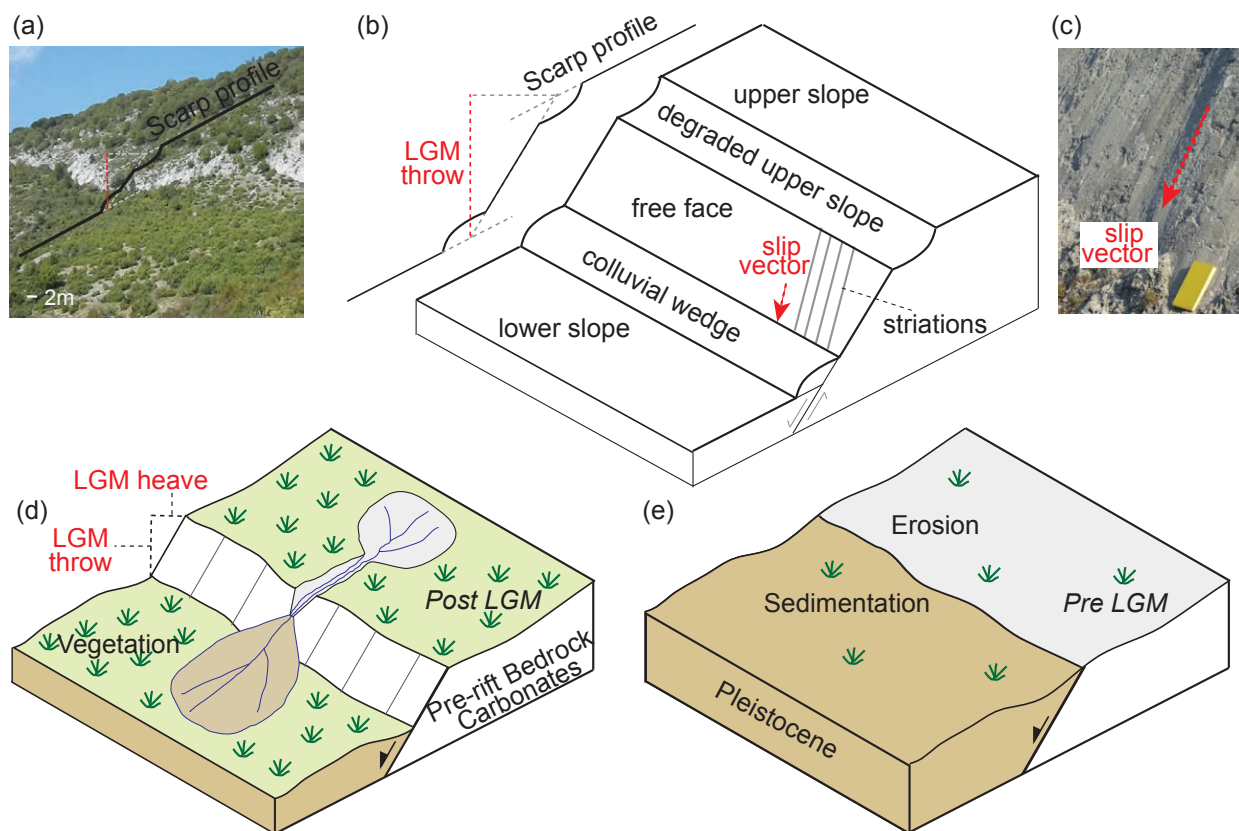 (a)
Scarp profile
2m
(b)
Scarp profile
LGM
throw
upper slope
degraded upper slope
free face
slip
vector
colluvial wedge
striations
lower slope
(c)
slip
vector
(d)
LGM heave
LGM
throw
Post LGM
Vegetation
Pre-rift Bedrock
Carbonates
(e)
Erosion
Sedimentation
Pre LGM
Pleistocene